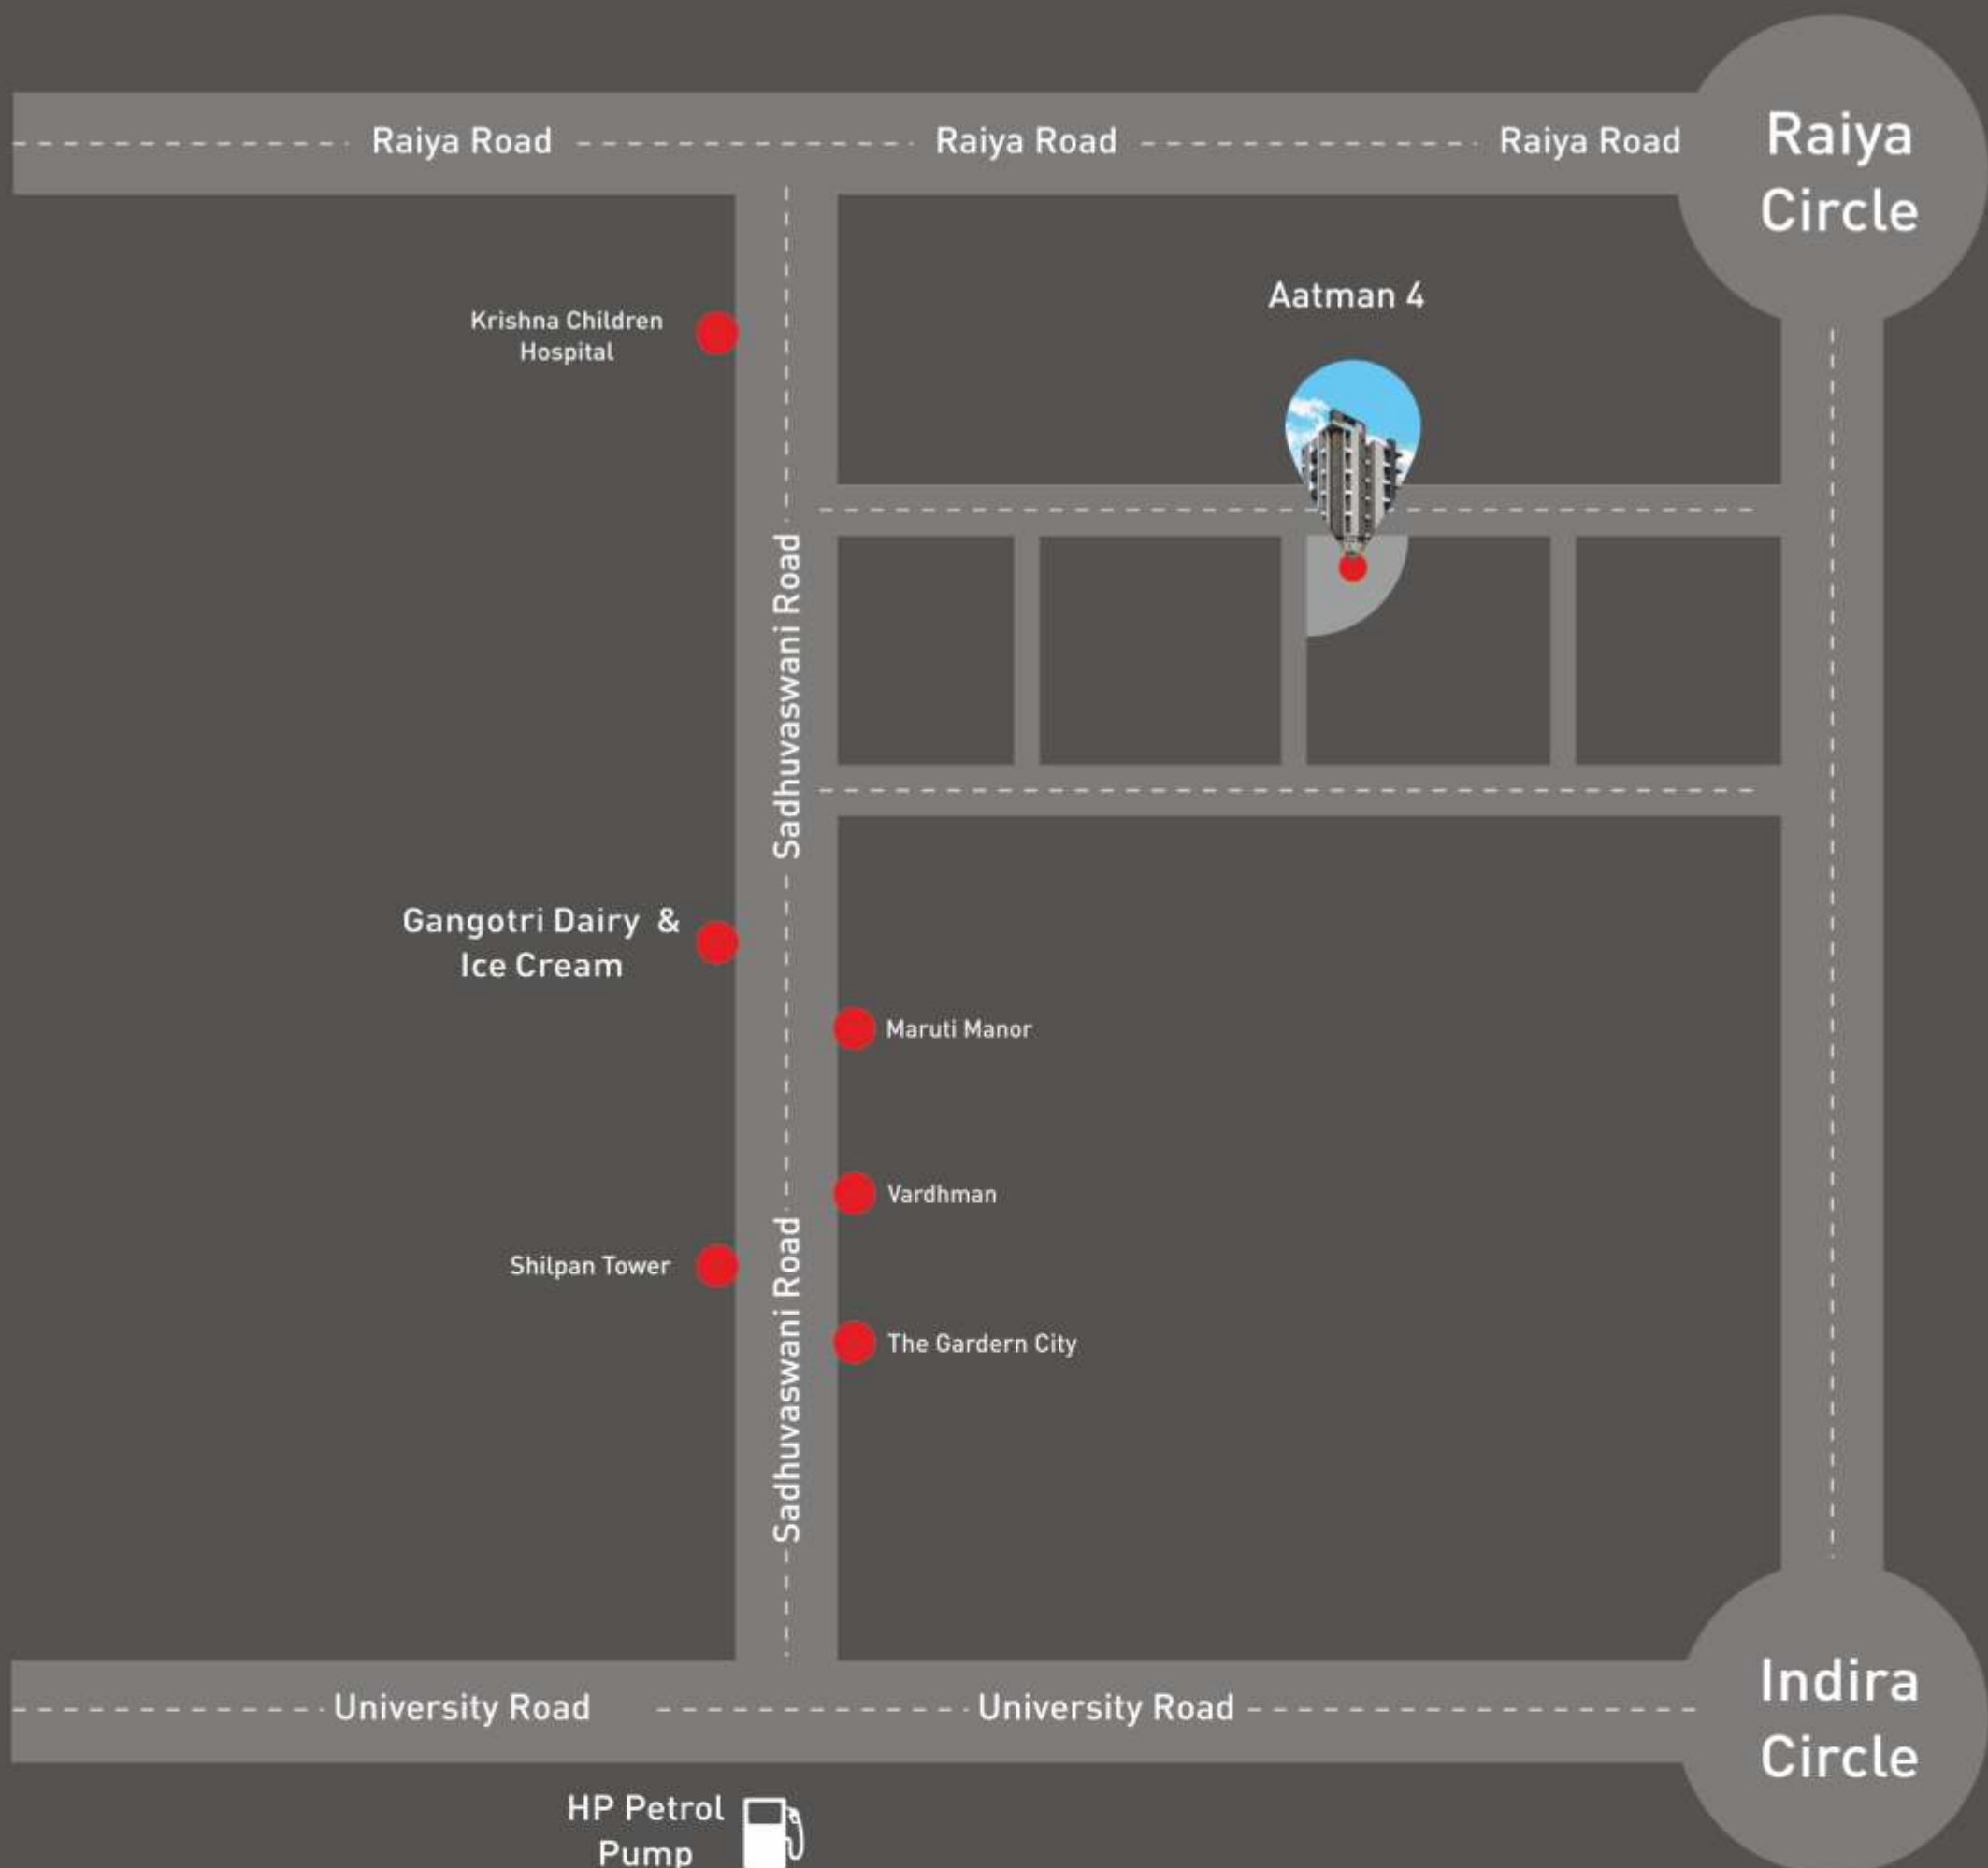 Raiya Road
Raiya Road
Raiya Road
Raiya
Circle
Aatman 4
Krishna Children
Hospital
Sadhuvaswani Road
Gangotri Dairy &
Ice Cream
Maruti Manor
Vardhman
Shilpan Tower
Sadhuvaswani Road
The Gardern City
University Road
University Road
Indira
Circle
HP Petrol
Pump